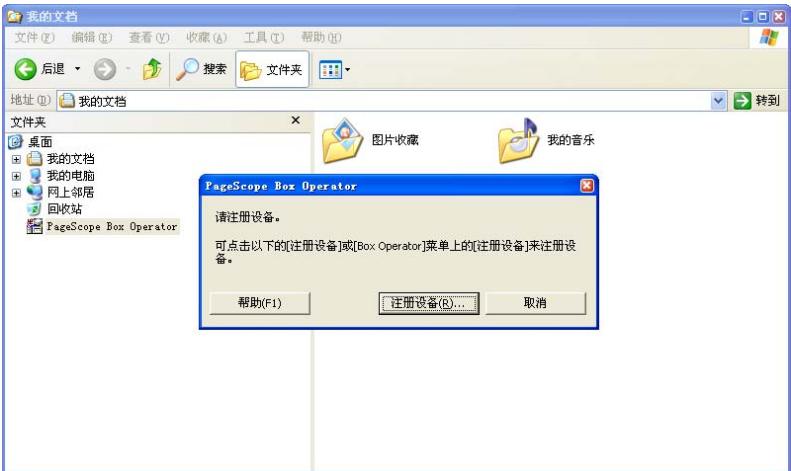 我的文档
文件(F) 编辑(E) 查看(V) 收藏(A) 工具(T) 帮助(H)
后退 搜索 文件夹
地址(D) 我的文档 转到
文件夹
桌面
我的文档
我的电脑
网上邻居
回收站
PageScope Box Operator
图片收藏 我的音乐
PageScope Box Operator
请注册设备。
可点击以下的[注册设备]或[Box Operator]菜单上的[注册设备]来注册设
备。
帮助(F1) 注册设备(R)... 取消